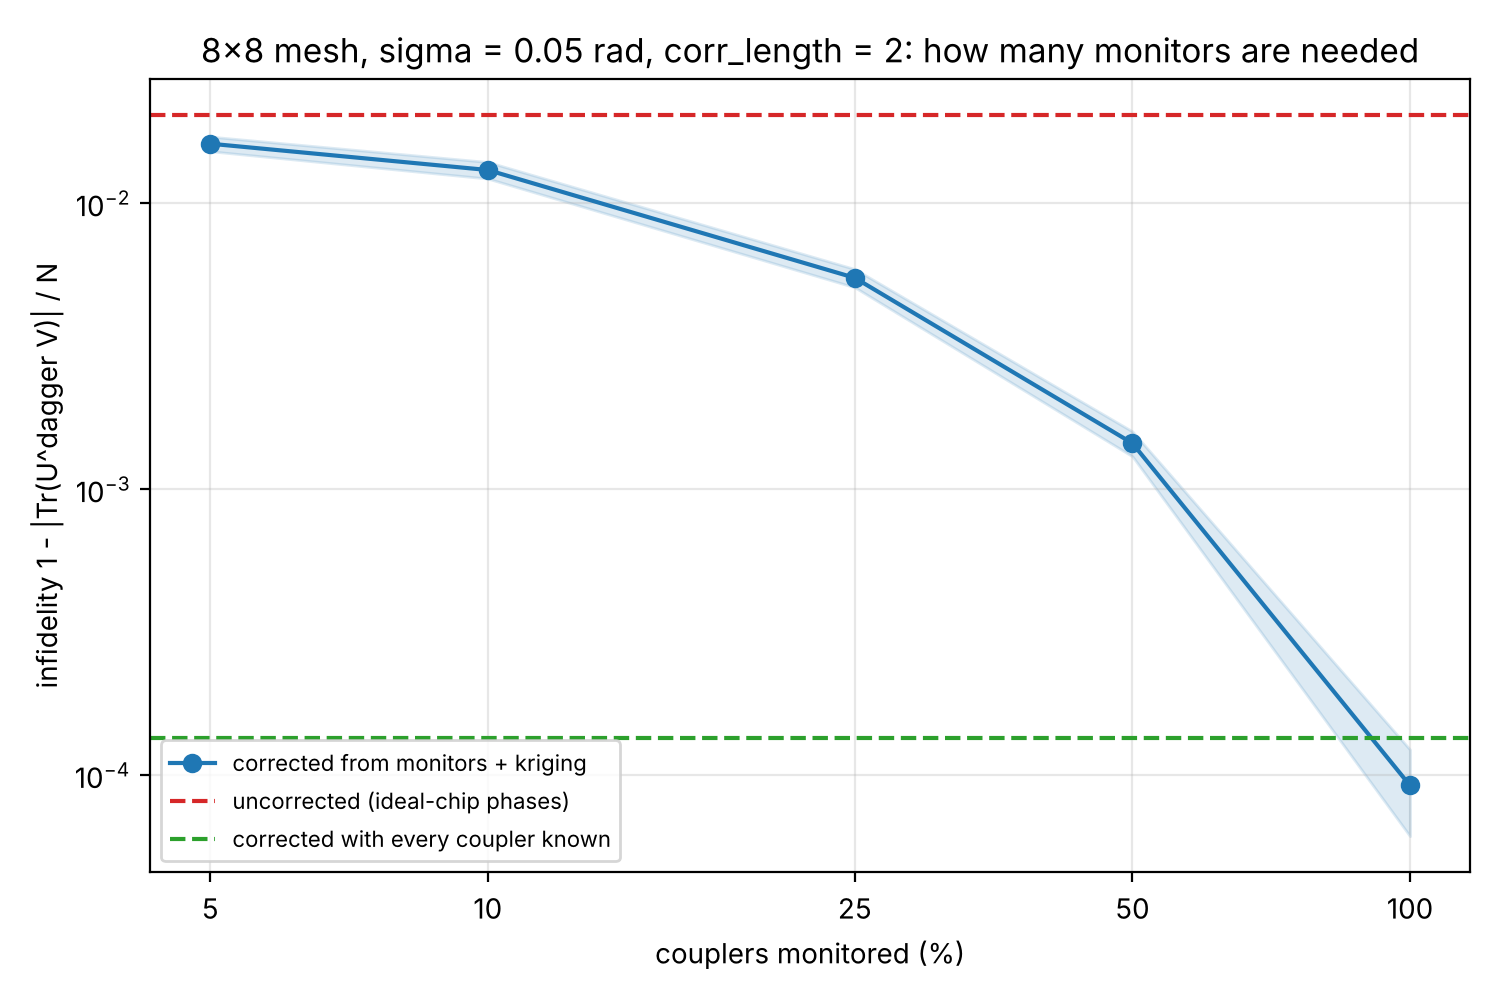 8×8 mesh, sigma = 0.05 rad, corr_length = 2: how many monitors are needed
infidelity 1 - |Tr(U^dagger V)| / N
10⁻²
10⁻³
10⁻⁴
corrected from monitors + kriging
uncorrected (ideal-chip phases)
corrected with every coupler known
5 10 25 50 100
couplers monitored (%)